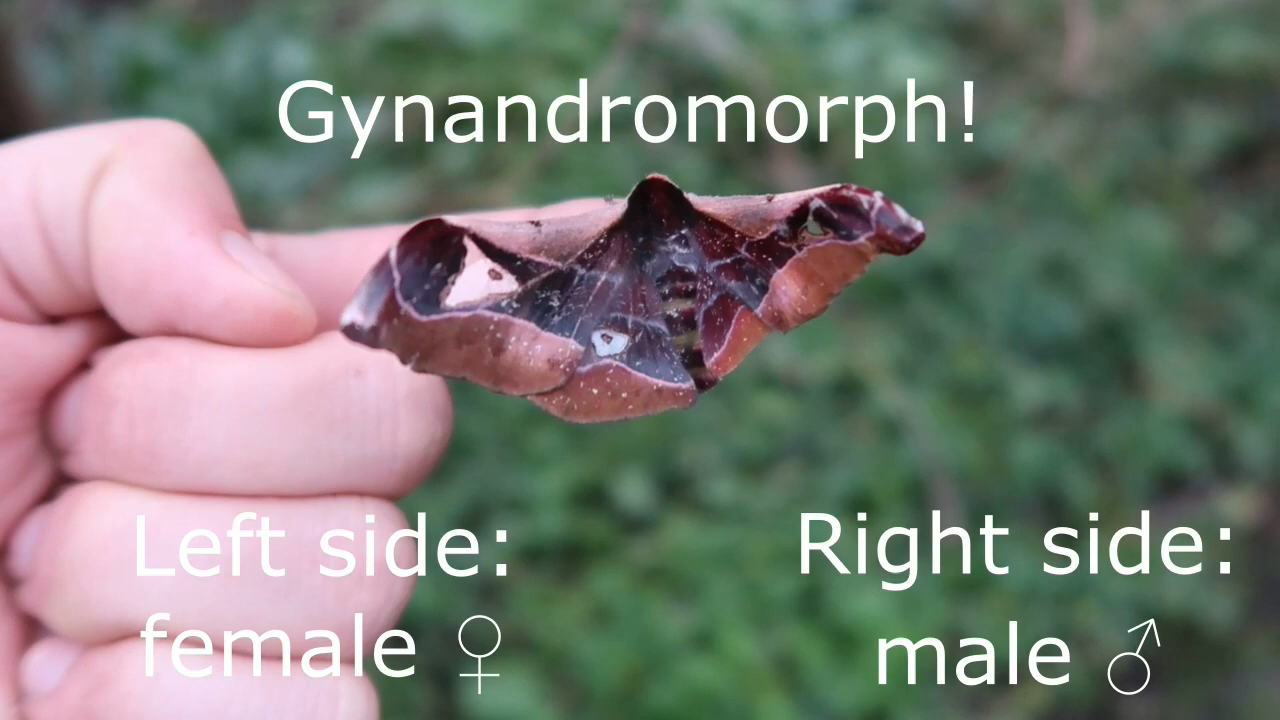 Gynandromorph!
Left side:
female ♀
Right side:
male ♂